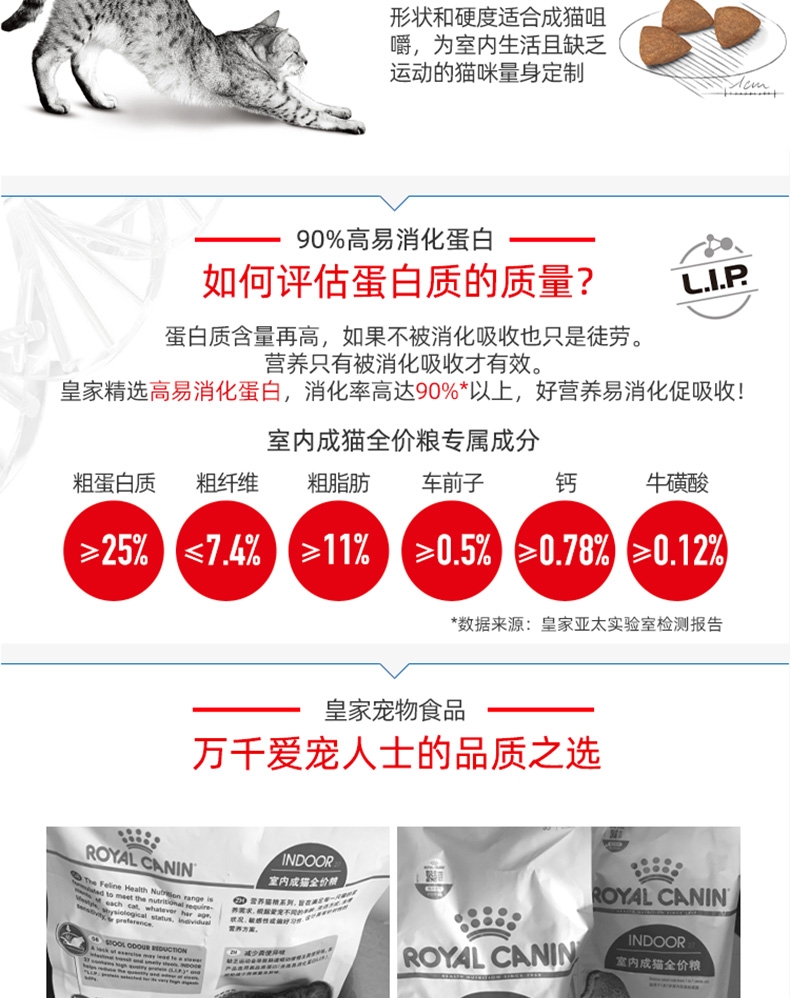 形状和硬度适合成猫咀
嚼，为室内生活且缺乏
运动的猫咪量身定制
1cm
90%高易消化蛋白
如何评估蛋白质的质量？
L.I.P.
蛋白质含量再高，如果不被消化吸收也只是徒劳。
营养只有被消化吸收才有效。
皇家精选高易消化蛋白，消化率高达90%*以上，好营养易消化促吸收！
室内成猫全价粮专属成分
粗蛋白质 粗纤维 粗脂肪 车前子 钙 牛磺酸
≥25% ≤7.4% ≥11% ≥0.5% ≥0.78% ≥0.12%
*数据来源：皇家亚太实验室检测报告
皇家宠物食品
万千爱宠人士的品质之选
ROYAL CANIN
INDOOR 27
室内成猫全价粮
The Feline Health Nutrition range is
formulated to meet the nutritional require-
ments of each cat, whatever her age,
lifestyle, physiological status, individual
sensitivity, or preference.
GB STOOL ODOUR REDUCTION
A lack of exercise may lead to a slower
intestinal transit and smelly stools. INDOOR
ZH 减少粪便异味
ROYAL CANIN
ROYAL CANIN
INDOOR 27
室内成猫全价粮